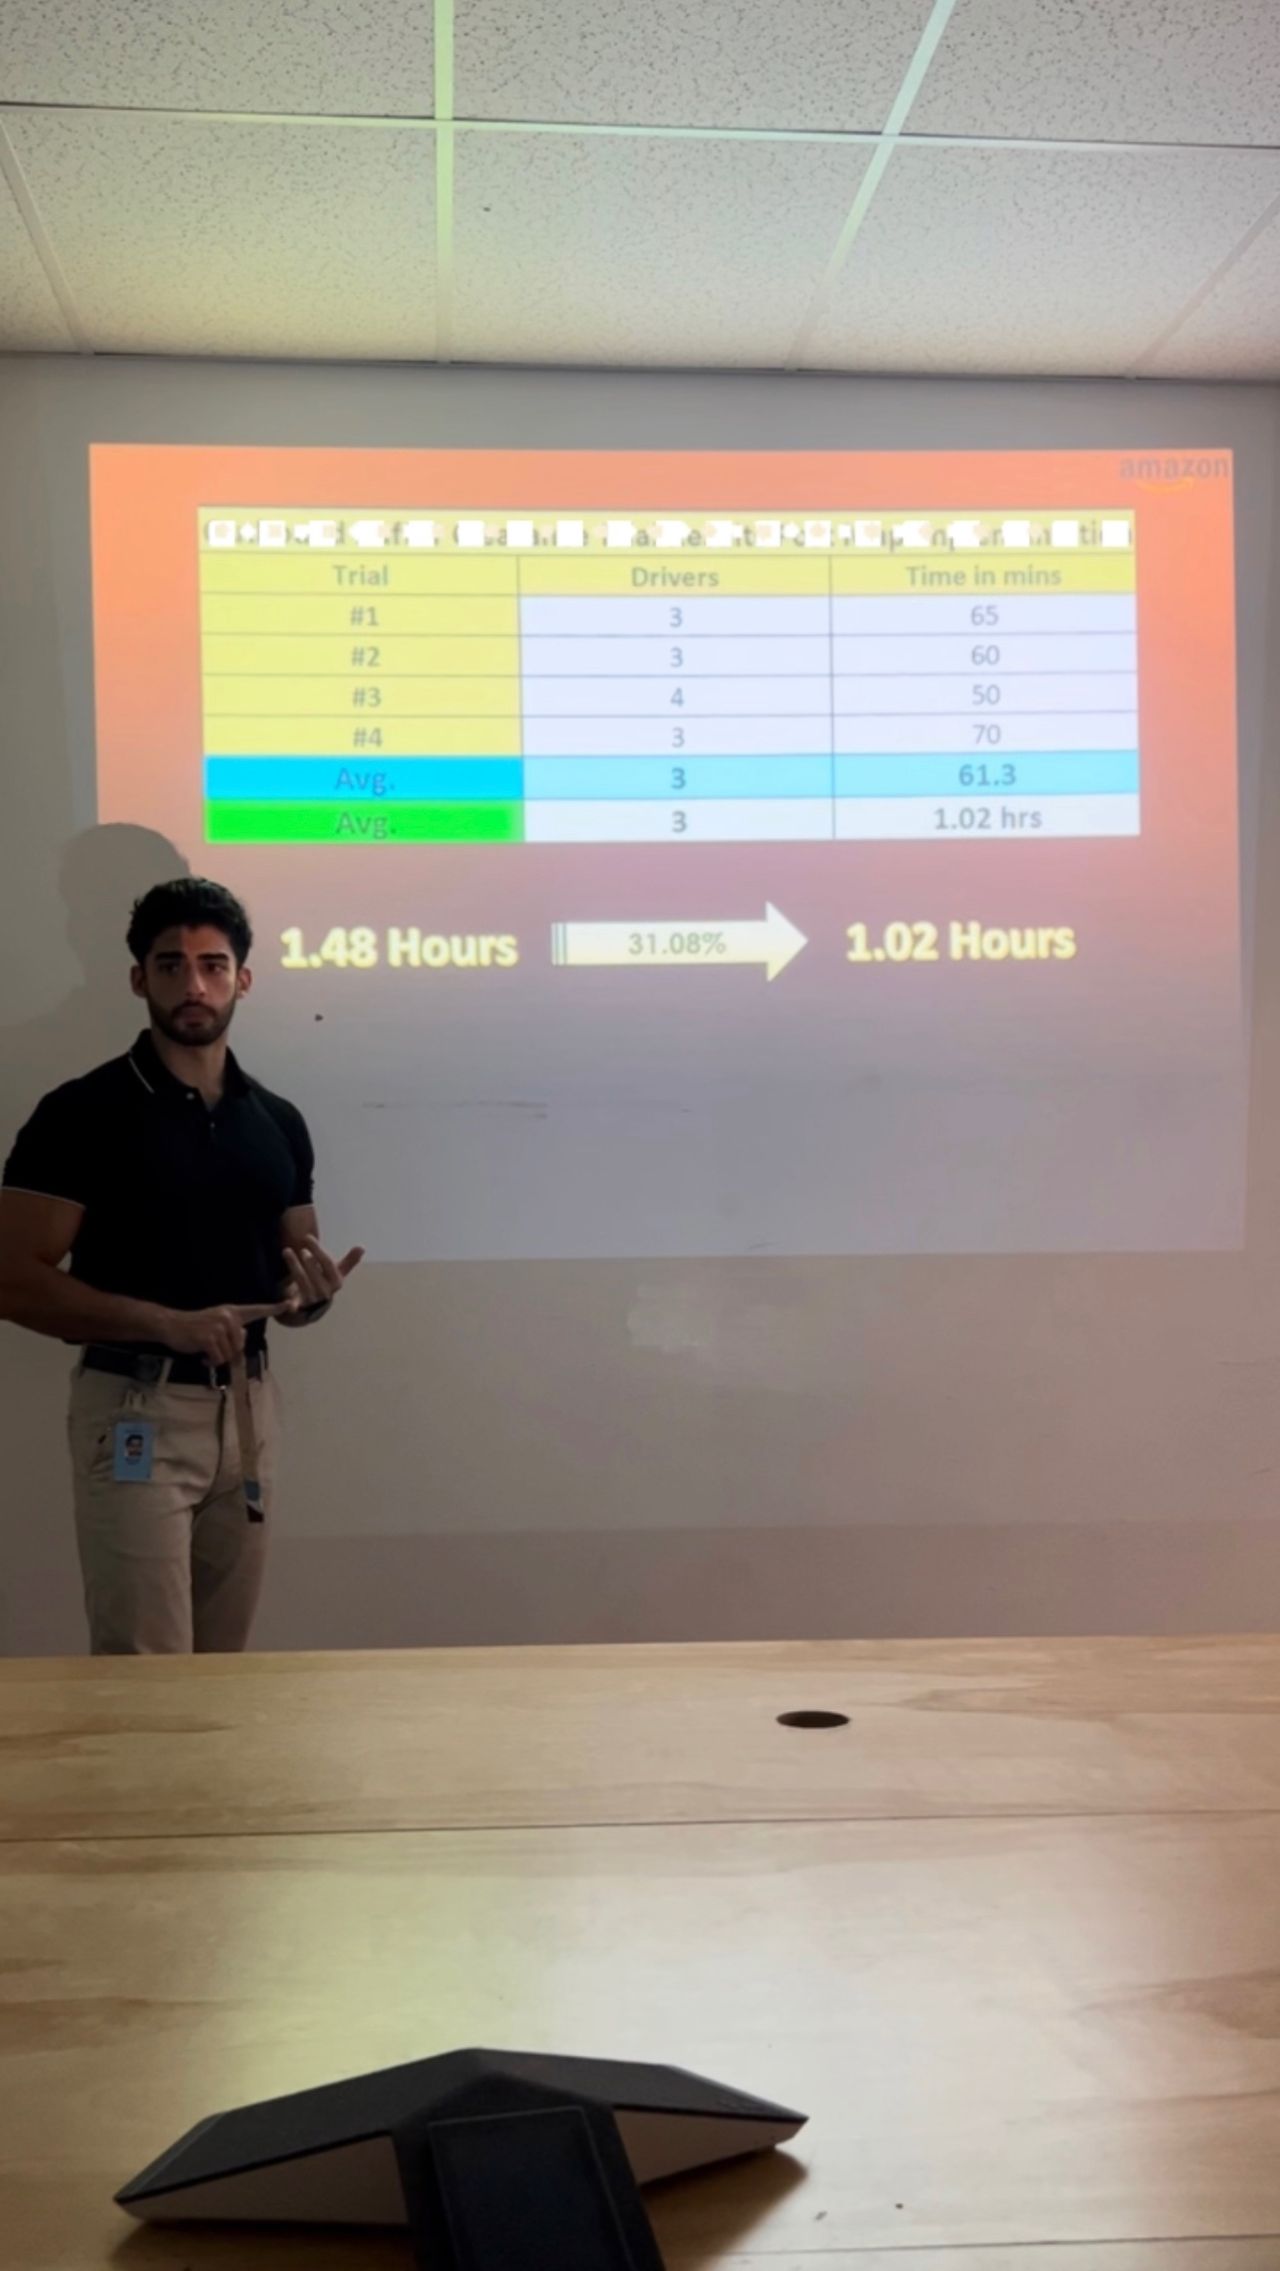 amazon
Trial Drivers Time in mins
#1 3 65
#2 3 60
#3 4 50
#4 3 70
Avg. 3 61.3
Avg. 3 1.02 hrs
1.48 Hours 31.08% 1.02 Hours